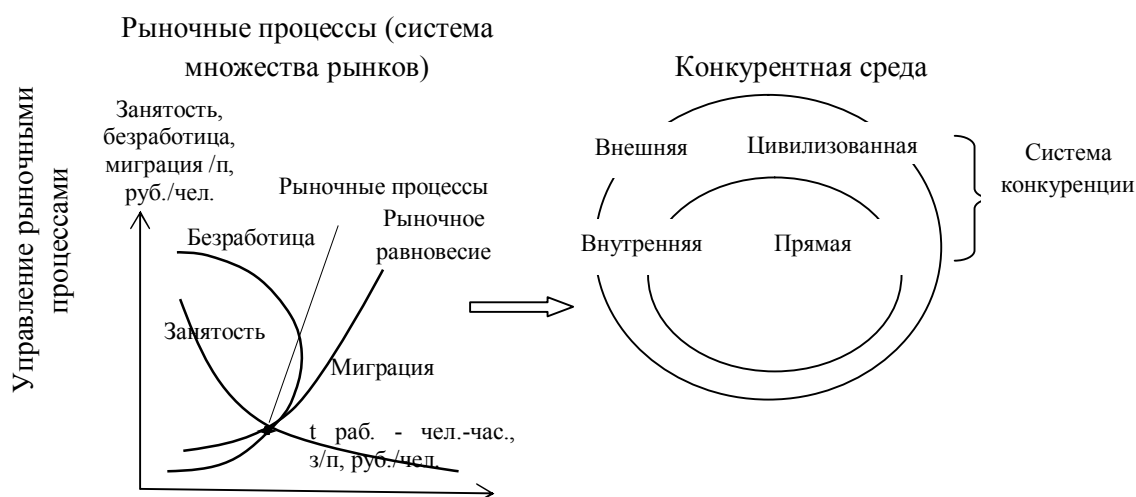 Рыночные процессы (система
множества рынков)
Конкурентная среда
Управление рыночными
процессами
Занятость,
безработица,
миграция /п,
руб./чел.
Рыночные процессы
Рыночное
равновесие
Безработица
Занятость
Миграция
t раб. - чел.-час.,
з/п, руб./чел.
Внешняя
Цивилизованная
Внутренняя
Прямая
Система
конкуренции